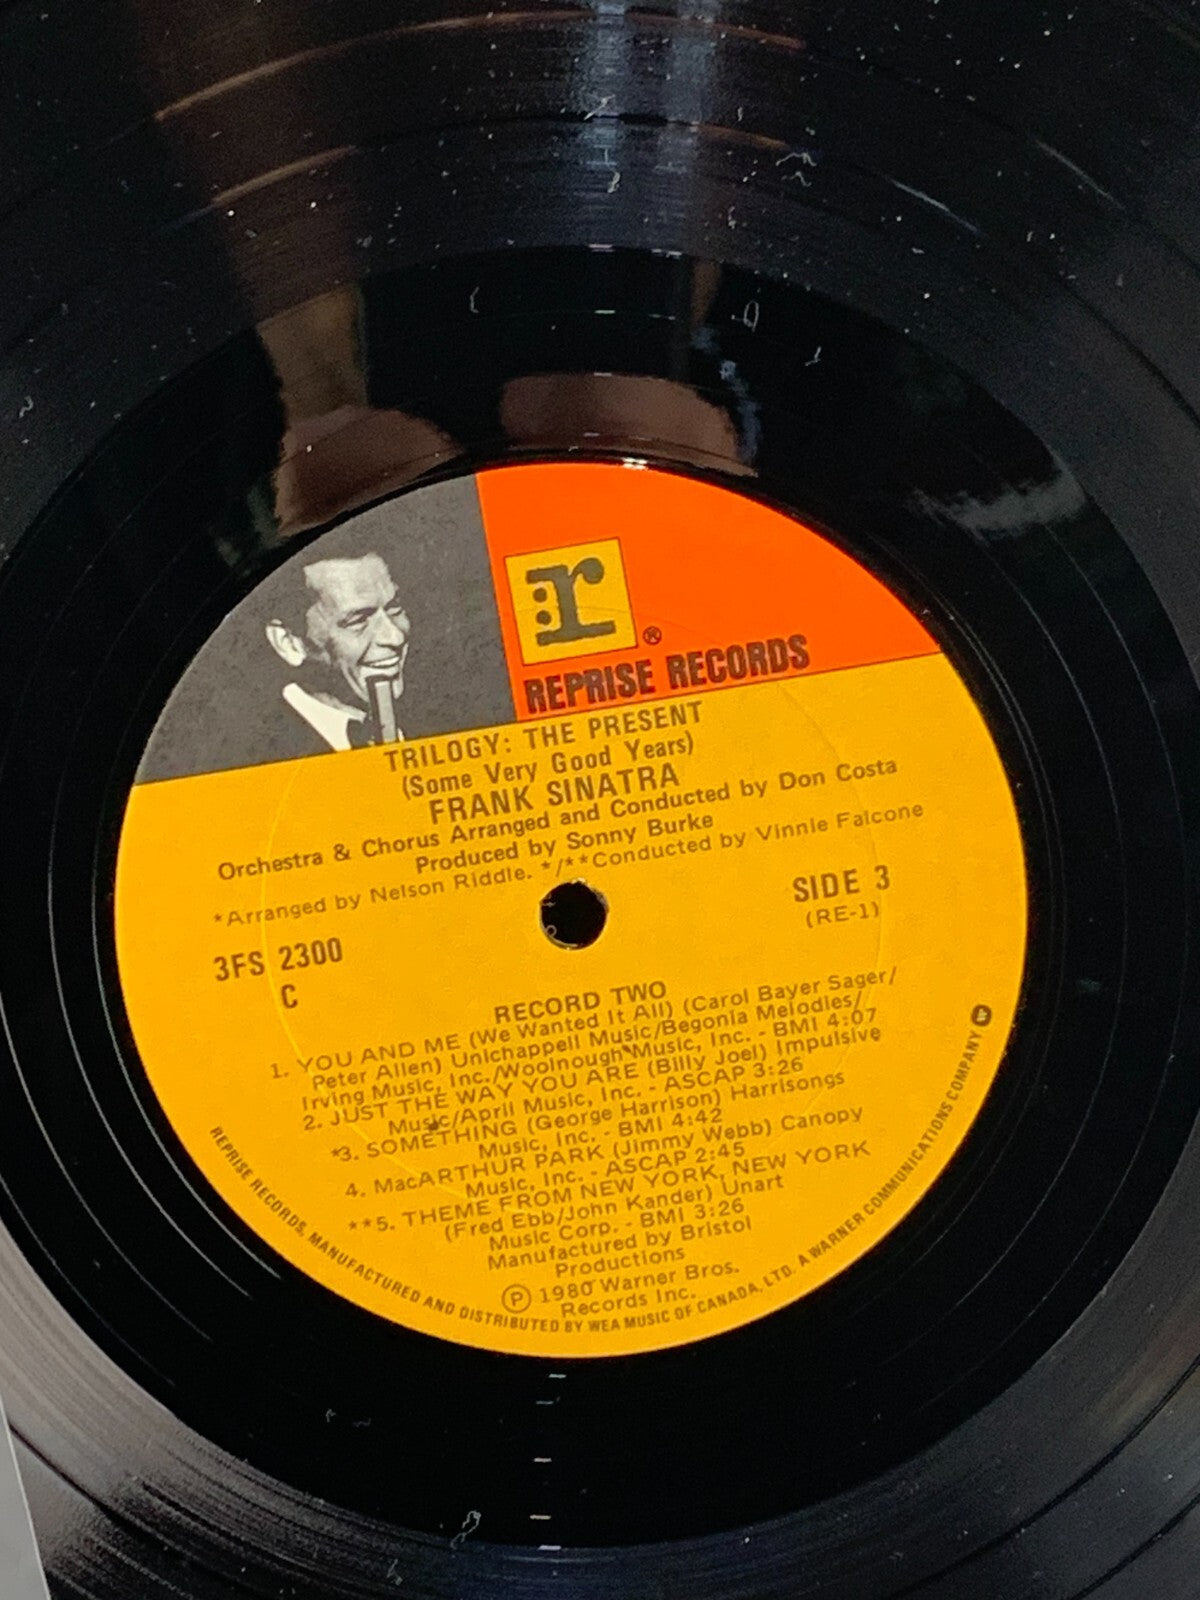 r ®
REPRISE RECORDS
TRILOGY: THE PRESENT
(Some Very Good Years)
FRANK SINATRA
Orchestra & Chorus Arranged and Conducted by Don Costa
Produced by Sonny Burke
*Arranged by Nelson Riddle. */**Conducted by Vinnie Falcone
3FS 2300
C
SIDE 3
(RE-1)
RECORD TWO
1. YOU AND ME (We Wanted It All) (Carol Bayer Sager/
Peter Allen) Unichappell Music/Begonia Melodies/
Irving Music, Inc./Woolnough Music, Inc. - BMI 4:07
2. JUST THE WAY YOU ARE (Billy Joel) Impulsive
Music/April Music, Inc. - ASCAP 3:26
*3. SOMETHING (George Harrison) Harrisongs
Music, Inc. - BMI 4:42
4. MacARTHUR PARK (Jimmy Webb) Canopy
Music, Inc. - ASCAP 2:45
**5. THEME FROM NEW YORK, NEW YORK
(Fred Ebb/John Kander) Unart
Music Corp. - BMI 3:26
Manufactured by Bristol
Productions
℗ 1980 Warner Bros.
Records Inc.
REPRISE RECORDS, MANUFACTURED AND DISTRIBUTED BY WEA MUSIC OF CANADA, LTD. A WARNER COMMUNICATIONS COMPANY 4